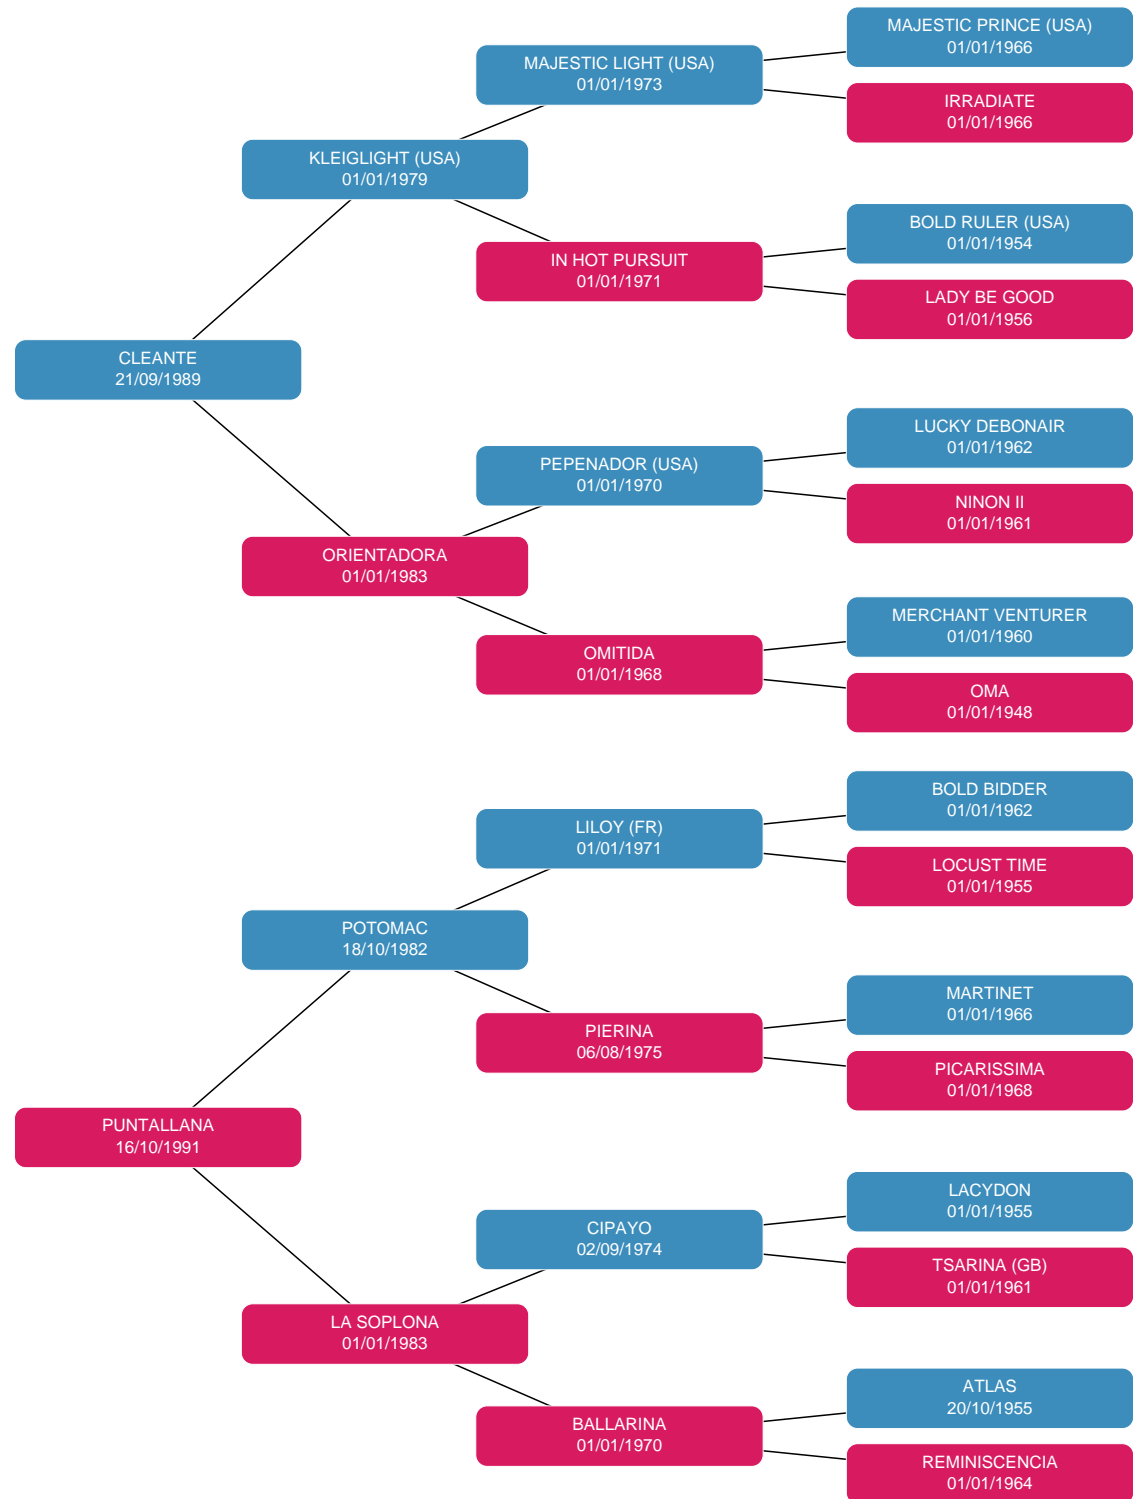 MAJESTIC PRINCE (USA)
01/01/1966
MAJESTIC LIGHT (USA)
01/01/1973
IRRADIATE
01/01/1966
KLEIGLIGHT (USA)
01/01/1979
BOLD RULER (USA)
01/01/1954
IN HOT PURSUIT
01/01/1971
LADY BE GOOD
01/01/1956
CLEANTE
21/09/1989
LUCKY DEBONAIR
01/01/1962
PEPENADOR (USA)
01/01/1970
NINON II
01/01/1961
ORIENTADORA
01/01/1983
MERCHANT VENTURER
01/01/1960
OMITIDA
01/01/1968
OMA
01/01/1948
BOLD BIDDER
01/01/1962
LILOY (FR)
01/01/1971
LOCUST TIME
01/01/1955
POTOMAC
18/10/1982
MARTINET
01/01/1966
PIERINA
06/08/1975
PICARISSIMA
01/01/1968
PUNTALLANA
16/10/1991
LACYDON
01/01/1955
CIPAYO
02/09/1974
TSARINA (GB)
01/01/1961
LA SOPLONA
01/01/1983
ATLAS
20/10/1955
BALLARINA
01/01/1970
REMINISCENCIA
01/01/1964